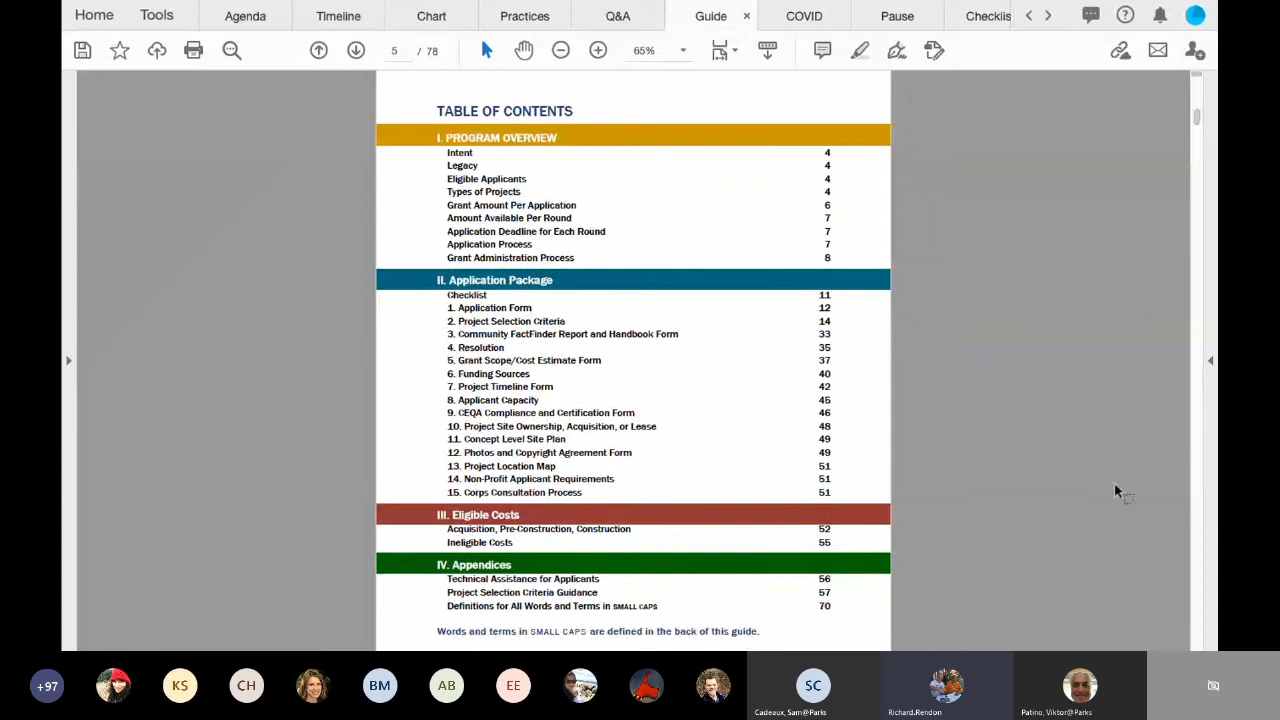 Home Tools Agenda Timeline Chart Practices Q&A Guide × COVID Pause Checklis
5 / 78 65%
TABLE OF CONTENTS
I. PROGRAM OVERVIEW
Intent 4
Legacy 4
Eligible Applicants 4
Types of Projects 4
Grant Amount Per Application 6
Amount Available Per Round 7
Application Deadline for Each Round 7
Application Process 7
Grant Administration Process 8
II. Application Package
Checklist 11
1. Application Form 12
2. Project Selection Criteria 14
3. Community FactFinder Report and Handbook Form 33
4. Resolution 35
5. Grant Scope/Cost Estimate Form 37
6. Funding Sources 40
7. Project Timeline Form 42
8. Applicant Capacity 45
9. CEQA Compliance and Certification Form 46
10. Project Site Ownership, Acquisition, or Lease 48
11. Concept Level Site Plan 49
12. Photos and Copyright Agreement Form 49
13. Project Location Map 51
14. Non-Profit Applicant Requirements 51
15. Corps Consultation Process 51
III. Eligible Costs
Acquisition, Pre-Construction, Construction 52
Ineligible Costs 55
IV. Appendices
Technical Assistance for Applicants 56
Project Selection Criteria Guidance 57
Definitions for All Words and Terms in SMALL CAPS 70
Words and terms in SMALL CAPS are defined in the back of this guide.
+97 KS CH BM AB EE SC
Cadeaux, Sam@Parks Richard.Rendon Patino, Viktor@Parks